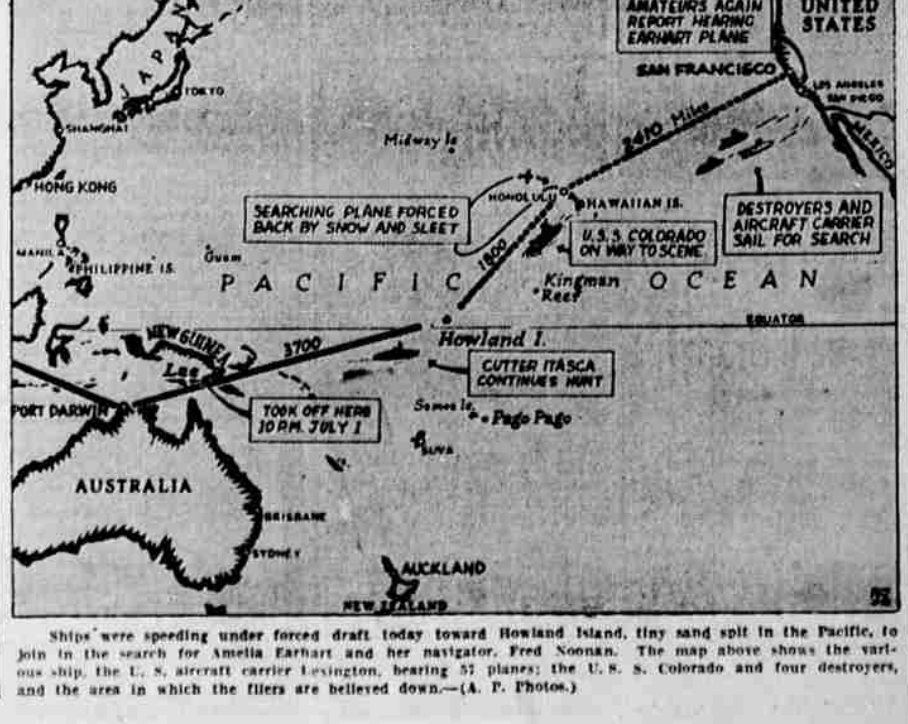 AMATEURS AGAIN
REPORT HEARING
EARHART PLANE
UNITED
STATES
JAPAN
TOKYO
SAN FRANCISCO
LOS ANGELES
SAN DIEGO
MEXICO
SHANGHAI
Midway Is
2410 Miles
HONG KONG
HONOLULU
HAWAIIAN IS.
SEARCHING PLANE FORCED
BACK BY SNOW AND SLEET
DESTROYERS AND
AIRCRAFT CARRIER
SAIL FOR SEARCH
U.S.S. COLORADO
ON WAY TO SCENE
1800
MANILA
PHILIPPINE IS.
Guam
PACIFIC OCEAN
Kingman
Reef
EQUATOR
NEW GUINEA
Lae
3700
Howland I.
CUTTER ITASCA
CONTINUES HUNT
PORT DARWIN
TOOK OFF HERE
10 P.M. JULY 1
Samoa Is.
Pago Pago
SUVA
AUSTRALIA
BRISBANE
SYDNEY
AUCKLAND
NEW ZEALAND
Ships were speeding under forced draft today toward Howland Island, tiny sand spit in the Pacific, to
join in the search for Amelia Earhart and her navigator, Fred Noonan. The map above shows the vari-
ous ship, the U. S. aircraft carrier Lexington, bearing 57 planes; the U. S. S. Colorado and four destroyers,
and the area in which the fliers are believed down.—(A. P. Photos.)